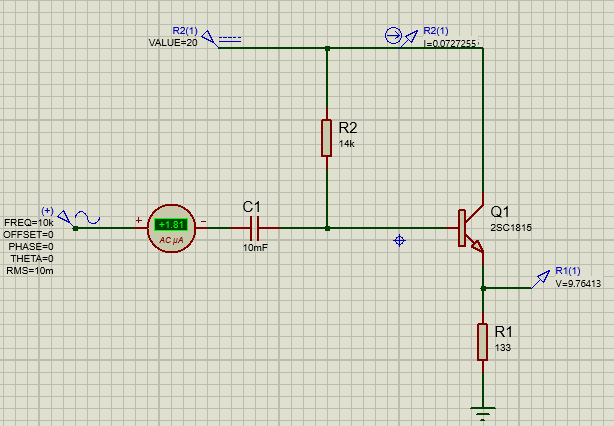 R2(1)
VALUE=20
R2(1)
I=0.0727255
R2
14k
(+)
FREQ=10k
OFFSET=0
PHASE=0
THETA=0
RMS=10m
+
+1.81
−
AC µA
C1
10mF
Q1
2SC1815
R1(1)
V=9.76413
R1
133